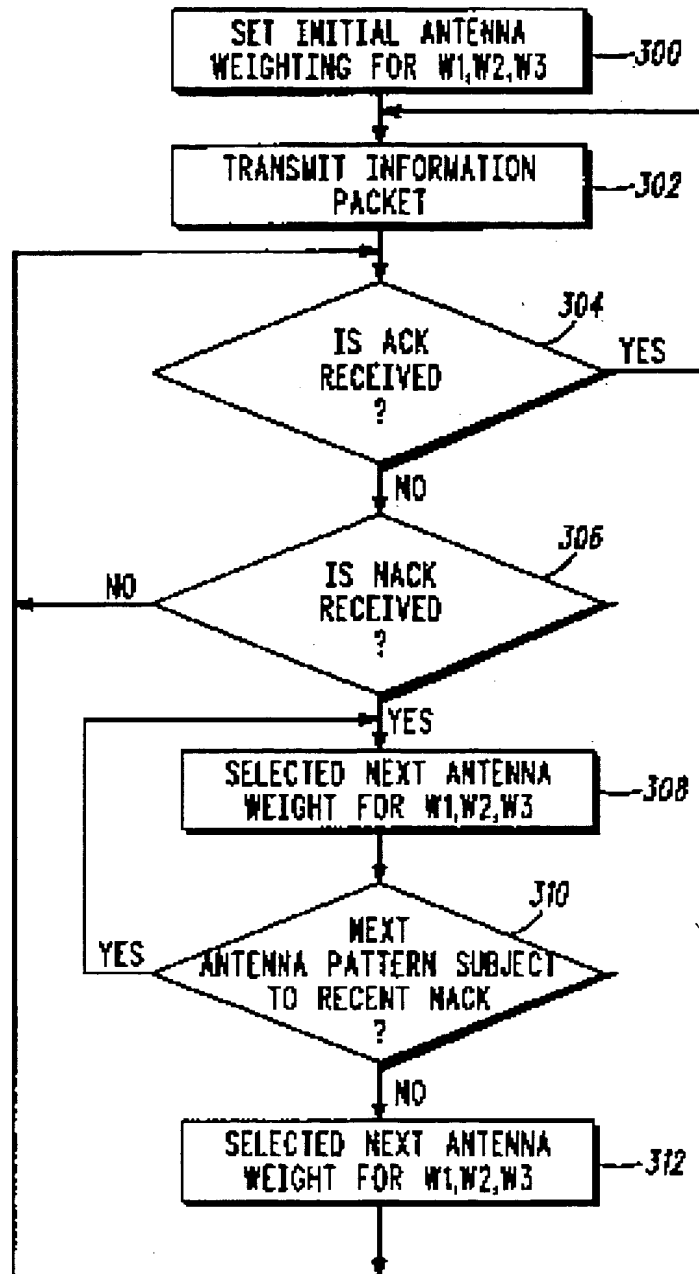 SET INITIAL ANTENNA
WEIGHTING FOR W1,W2,W3
300
TRANSMIT INFORMATION
PACKET
302
304
IS ACK
RECEIVED
?
YES
NO
306
IS NACK
RECEIVED
?
NO
YES
SELECTED NEXT ANTENNA
WEIGHT FOR W1,W2,W3
308
310
NEXT
ANTENNA PATTERN SUBJECT
TO RECENT NACK
?
YES
NO
SELECTED NEXT ANTENNA
WEIGHT FOR W1,W2,W3
312